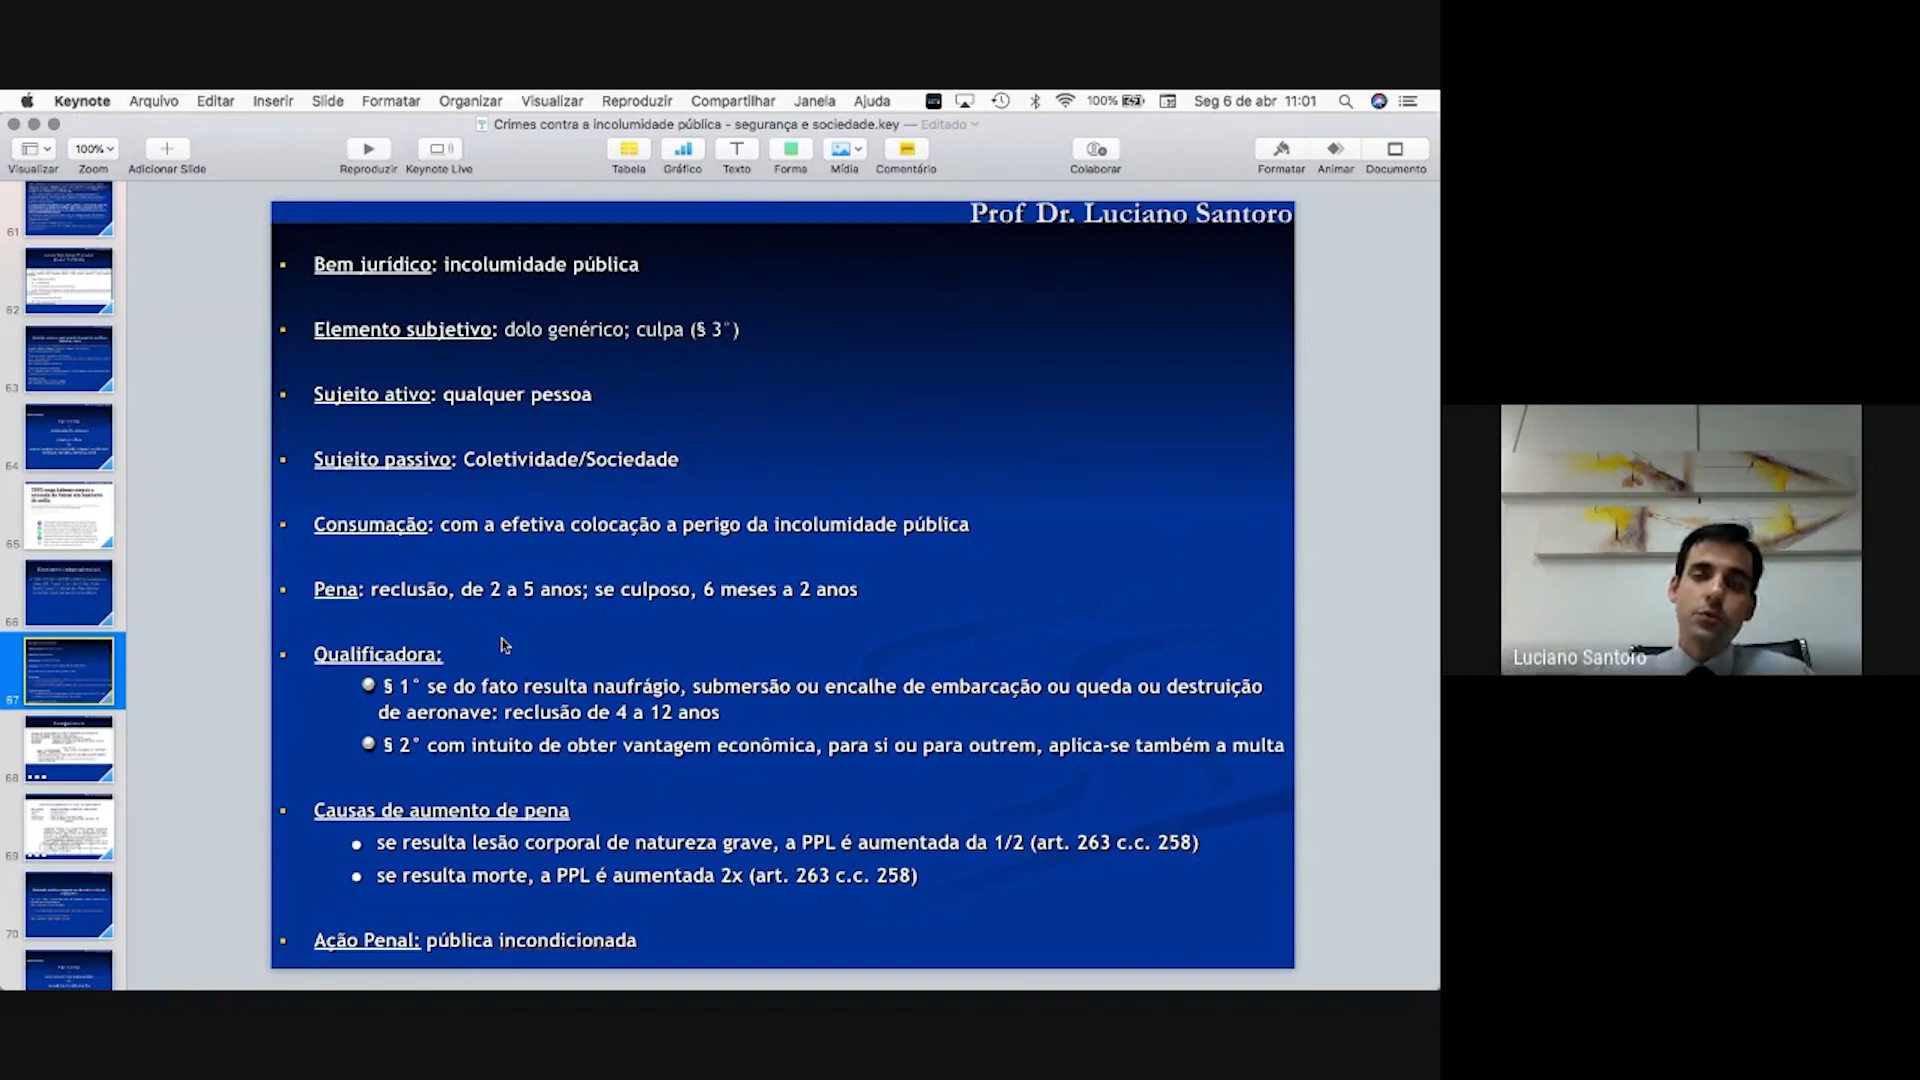 Keynote Arquivo Editar Inserir Slide Formatar Organizar Visualizar Reproduzir Compartilhar Janela Ajuda 100% Seg 6 de abr 11:01
Crimes contra a incolumidade pública - segurança e sociedade.key — Editado
100%
Visualizar Zoom Adicionar Slide Reproduzir Keynote Live Tabela Gráfico Texto Forma Mídia Comentário Colaborar Formatar Animar Documento
61
62
63
64
65
66
67
68
69
70
Prof Dr. Luciano Santoro
Bem jurídico: incolumidade pública
Elemento subjetivo: dolo genérico; culpa (§ 3°)
Sujeito ativo: qualquer pessoa
Sujeito passivo: Coletividade/Sociedade
Consumação: com a efetiva colocação a perigo da incolumidade pública
Pena: reclusão, de 2 a 5 anos; se culposo, 6 meses a 2 anos
Qualificadora:
§ 1° se do fato resulta naufrágio, submersão ou encalhe de embarcação ou queda ou destruição
de aeronave: reclusão de 4 a 12 anos
§ 2° com intuito de obter vantagem econômica, para si ou para outrem, aplica-se também a multa
Causas de aumento de pena
se resulta lesão corporal de natureza grave, a PPL é aumentada da 1/2 (art. 263 c.c. 258)
se resulta morte, a PPL é aumentada 2x (art. 263 c.c. 258)
Ação Penal: pública incondicionada
Luciano Santoro